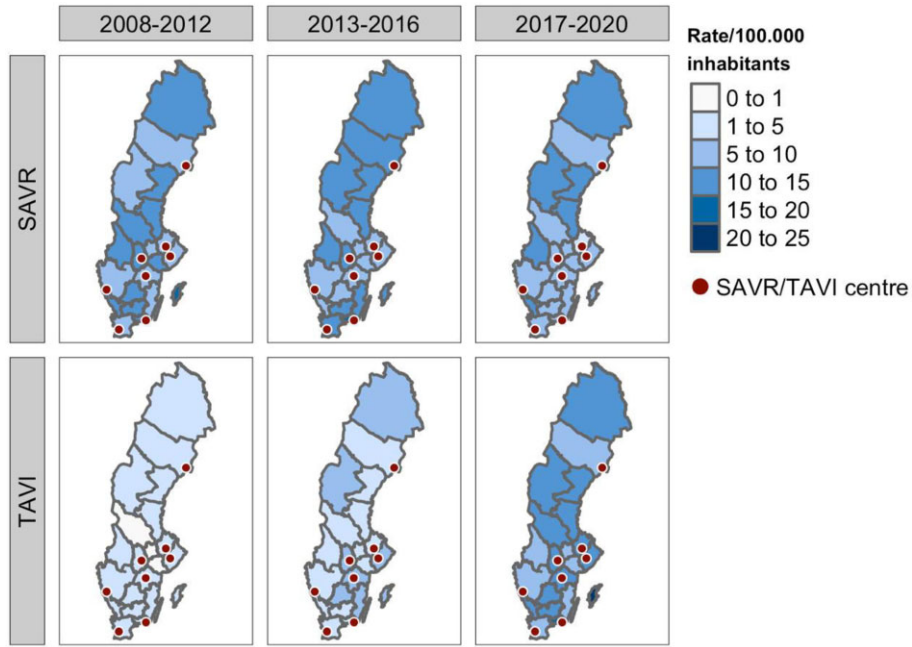 2008-2012
2013-2016
2017-2020
Rate/100.000
inhabitants
0 to 1
1 to 5
5 to 10
10 to 15
15 to 20
20 to 25
SAVR/TAVI centre
SAVR
TAVI